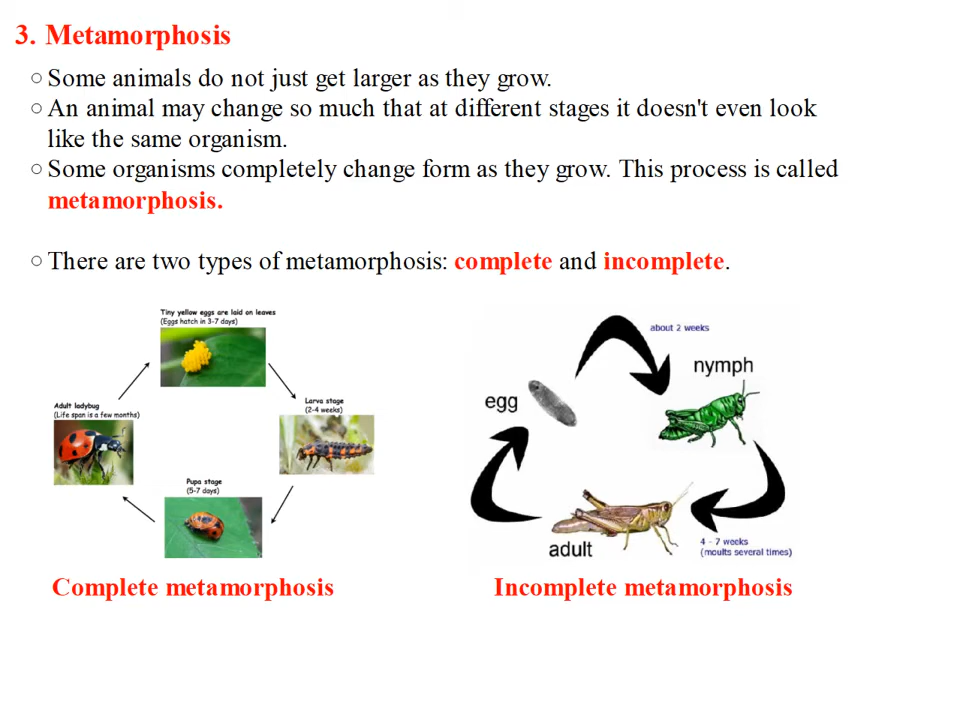 3. Metamorphosis
○ Some animals do not just get larger as they grow.
○ An animal may change so much that at different stages it doesn't even look
like the same organism.
○ Some organisms completely change form as they grow. This process is called
metamorphosis.
○ There are two types of metamorphosis: complete and incomplete.
Tiny yellow eggs are laid on leaves
(Eggs hatch in 3-7 days)
Larva stage
(2-4 weeks)
Pupa stage
(5-7 days)
Adult ladybug
(Life span is a few months)
Complete metamorphosis
about 2 weeks
nymph
egg
4 - 7 weeks
(moults several times)
adult
Incomplete metamorphosis